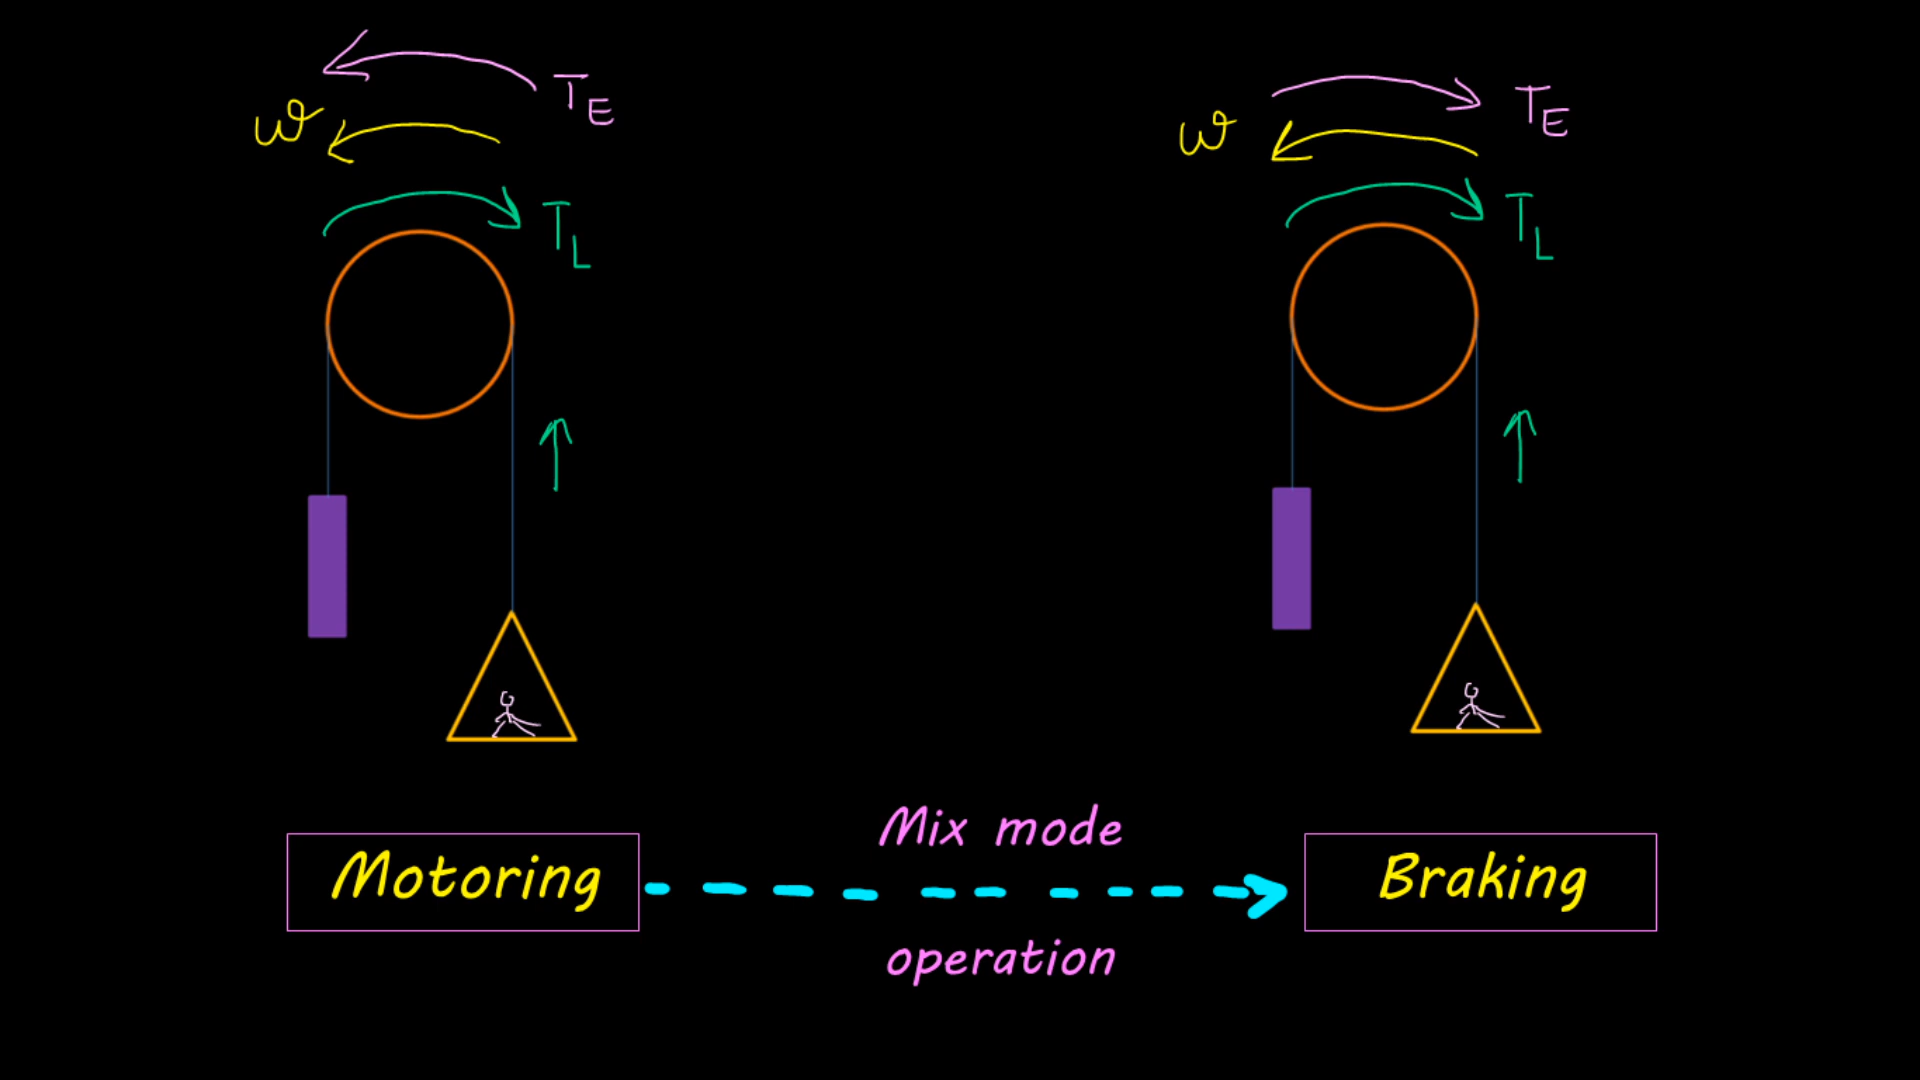 T_E
ω
T_L
T_E
ω
T_L
Motoring
Mix mode
operation
Braking